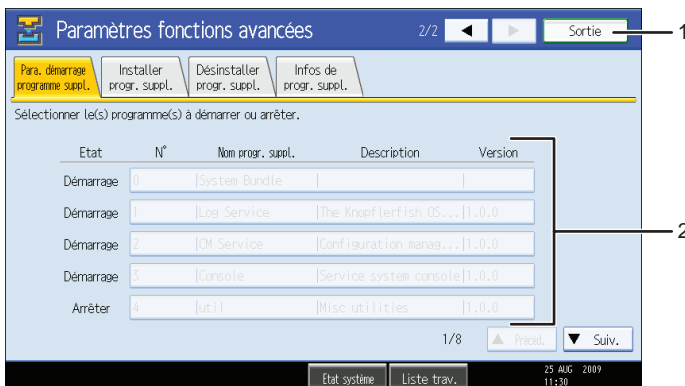 Paramètres fonctions avancées 2/2 ◀ ▶ Sortie 1
Para. démarrage programme suppl. Installer progr. suppl. Désinstaller progr. suppl. Infos de progr. suppl.
Sélectionner le(s) programme(s) à démarrer ou arrêter.
Etat N° Nom progr. suppl. Description Version
Démarrage 0 |System Bundle | |
Démarrage 1 |Log Service |The Knopflerfish OS...|1.0.0
2
Démarrage 2 |CM Service |Configuration manag...|1.0.0
Démarrage 3 |Console |Service system console|1.0.0
Arrêter 4 |util |Misc utilities |1.0.0
1/8 ▲ Précéd. ▼ Suiv.
Etat système Liste trav. 25 AUG 2009
11:30